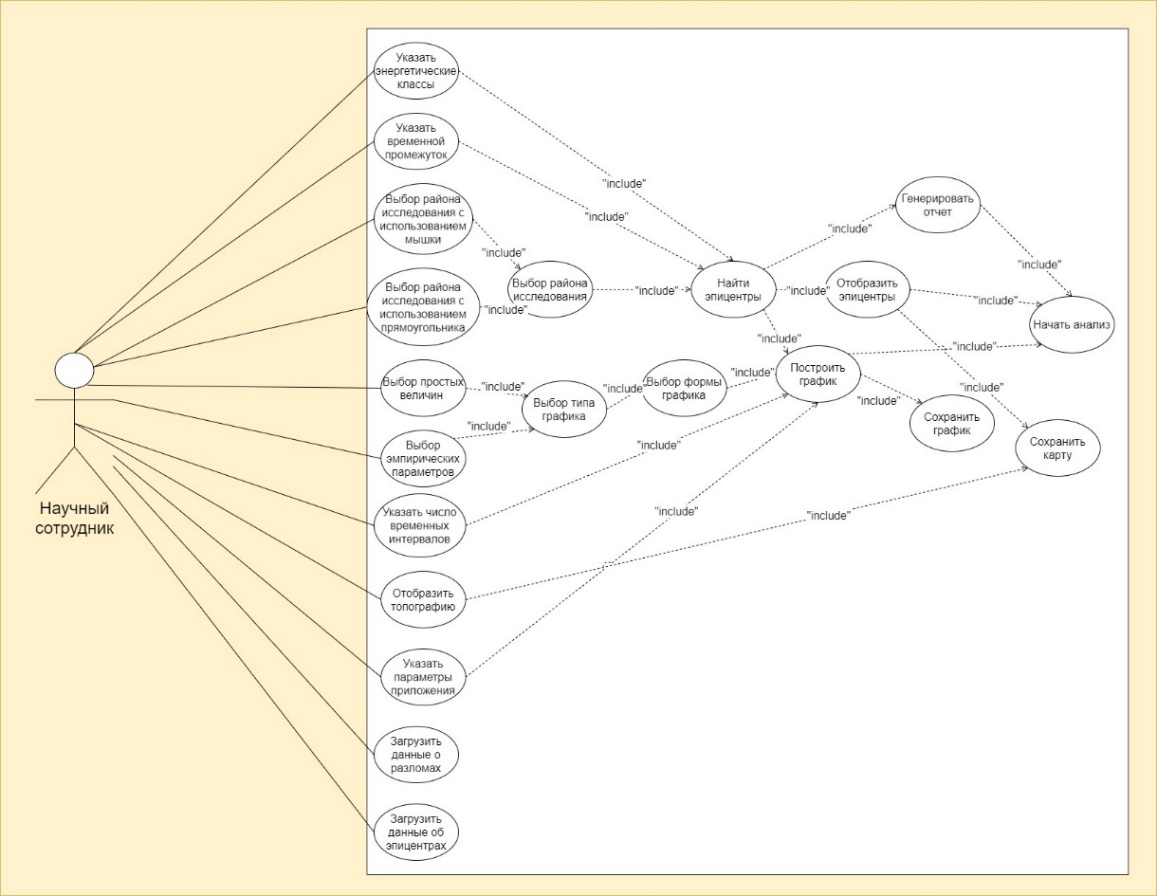 Указать
энергетические
классы
Указать
временной
промежуток
Выбор района
исследования с
использованием
мышки
"include"
"include"
"include"
Выбор района
исследования с
использованием
прямоугольника
"include"
Выбор района
исследования
"include"
Найти
эпицентры
"include"
Генерировать
отчет
"include"
"include"
Отобразить
эпицентры
"include"
Начать анализ
"include"
"include"
Построить
график
"include"
Выбор простых
величин
"include"
Выбор типа
графика
"include"
Выбор формы
графика
"include"
"include"
Сохранить
график
"include"
Сохранить
карту
Выбор
эмпирических
параметров
"include"
Указать число
временных
интервалов
"include"
"include"
"include"
Научный
сотрудник
Отобразить
топографию
Указать
параметры
приложения
Загрузить
данные о
разломах
Загрузить
данные об
эпицентрах